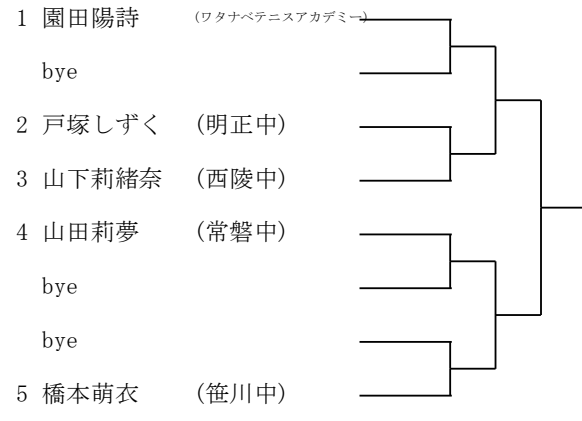 1 園田陽詩 (ワタナベテニスアカデミー)
bye
2 戸塚しずく (明正中)
3 山下莉緒奈 (西陵中)
4 山田莉夢 (常磐中)
bye
bye
5 橋本萌衣 (笹川中)